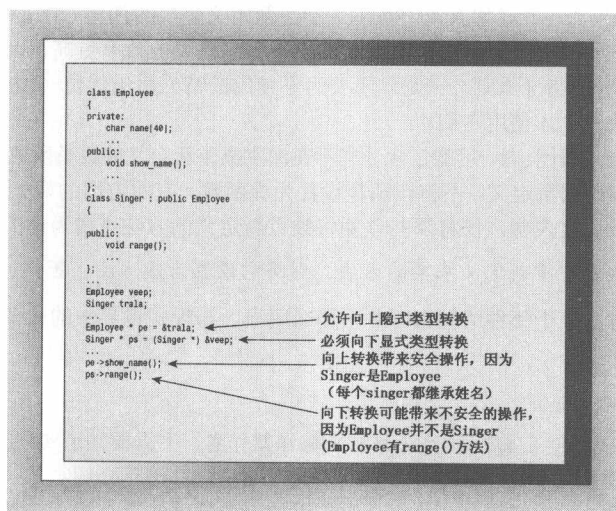 class Employee
{
private:
char name[40];
...
public:
void show_name();
...
};
class Singer : public Employee
{
public:
void range();
...
};
...
Employee veep;
Singer trala;
...
Employee * pe = &trala;
Singer * ps = (Singer *) &veep;
...
pe->show_name();
ps->range();
允许向上隐式类型转换
必须向下显式类型转换
向上转换带来安全操作，因为
Singer是Employee
（每个singer都继承姓名）
向下转换可能带来不安全的操作，
因为Employee并不是Singer
(Employee有range()方法)